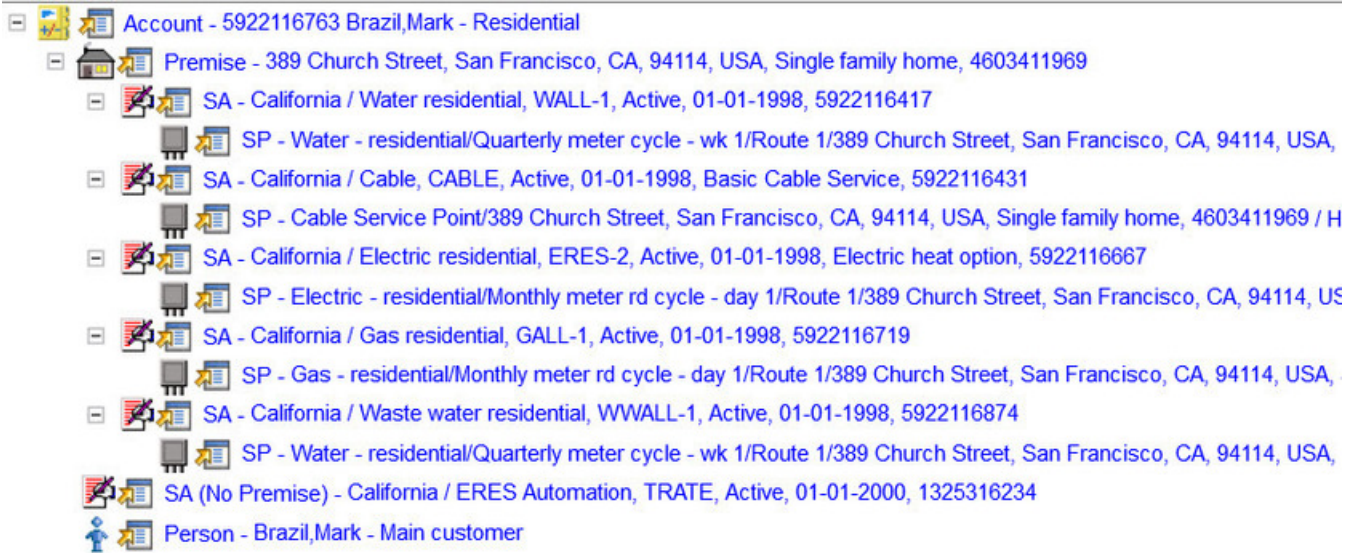 Account - 5922116763 Brazil,Mark - Residential
Premise - 389 Church Street, San Francisco, CA, 94114, USA, Single family home, 4603411969
SA - California / Water residential, WALL-1, Active, 01-01-1998, 5922116417
SP - Water - residential/Quarterly meter cycle - wk 1/Route 1/389 Church Street, San Francisco, CA, 94114, USA,
SA - California / Cable, CABLE, Active, 01-01-1998, Basic Cable Service, 5922116431
SP - Cable Service Point/389 Church Street, San Francisco, CA, 94114, USA, Single family home, 4603411969 / H
SA - California / Electric residential, ERES-2, Active, 01-01-1998, Electric heat option, 5922116667
SP - Electric - residential/Monthly meter rd cycle - day 1/Route 1/389 Church Street, San Francisco, CA, 94114, US
SA - California / Gas residential, GALL-1, Active, 01-01-1998, 5922116719
SP - Gas - residential/Monthly meter rd cycle - day 1/Route 1/389 Church Street, San Francisco, CA, 94114, USA,
SA - California / Waste water residential, WWALL-1, Active, 01-01-1998, 5922116874
SP - Water - residential/Quarterly meter cycle - wk 1/Route 1/389 Church Street, San Francisco, CA, 94114, USA,
SA (No Premise) - California / ERES Automation, TRATE, Active, 01-01-2000, 1325316234
Person - Brazil,Mark - Main customer